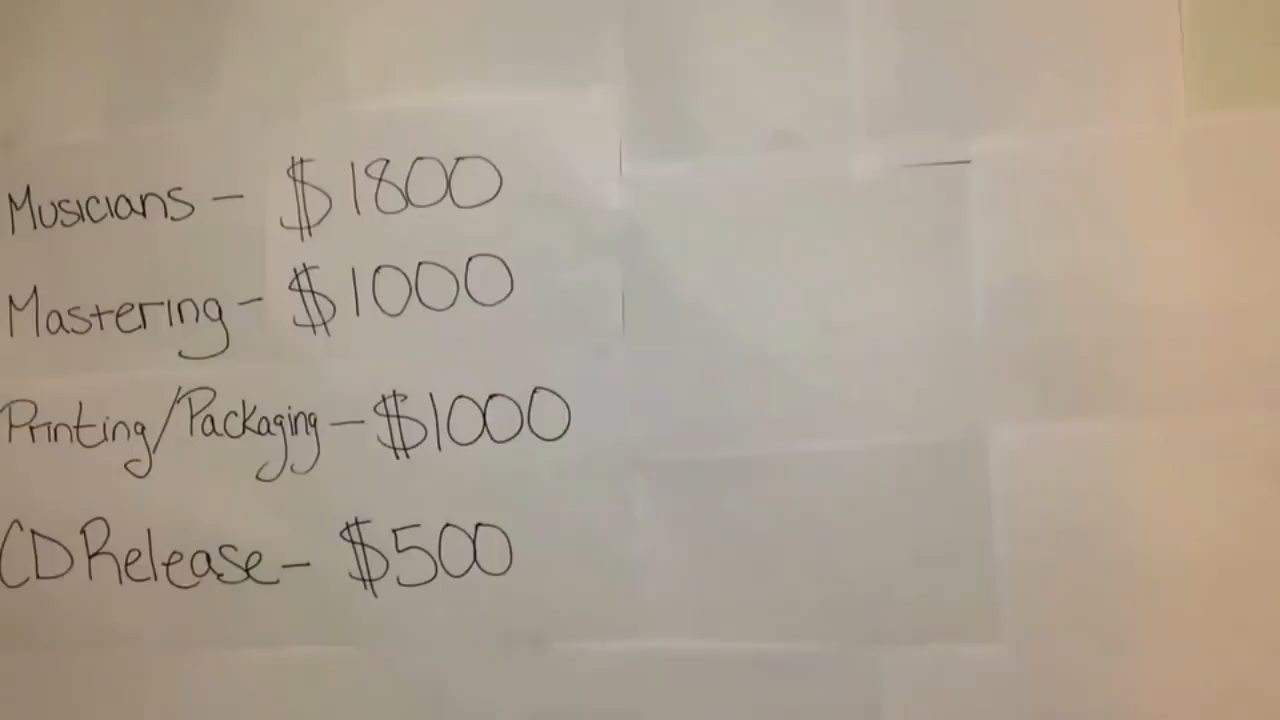 Musicians - $1800
Mastering - $1000
Printing/Packaging - $1000
CD Release - $500